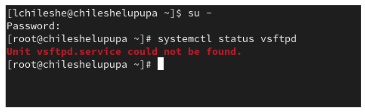 [lchileshe@chileshelupupa ~]$ su -
Password:
[root@chileshelupupa ~]# systemctl status vsftpd
Unit vsftpd.service could not be found.
[root@chileshelupupa ~]#